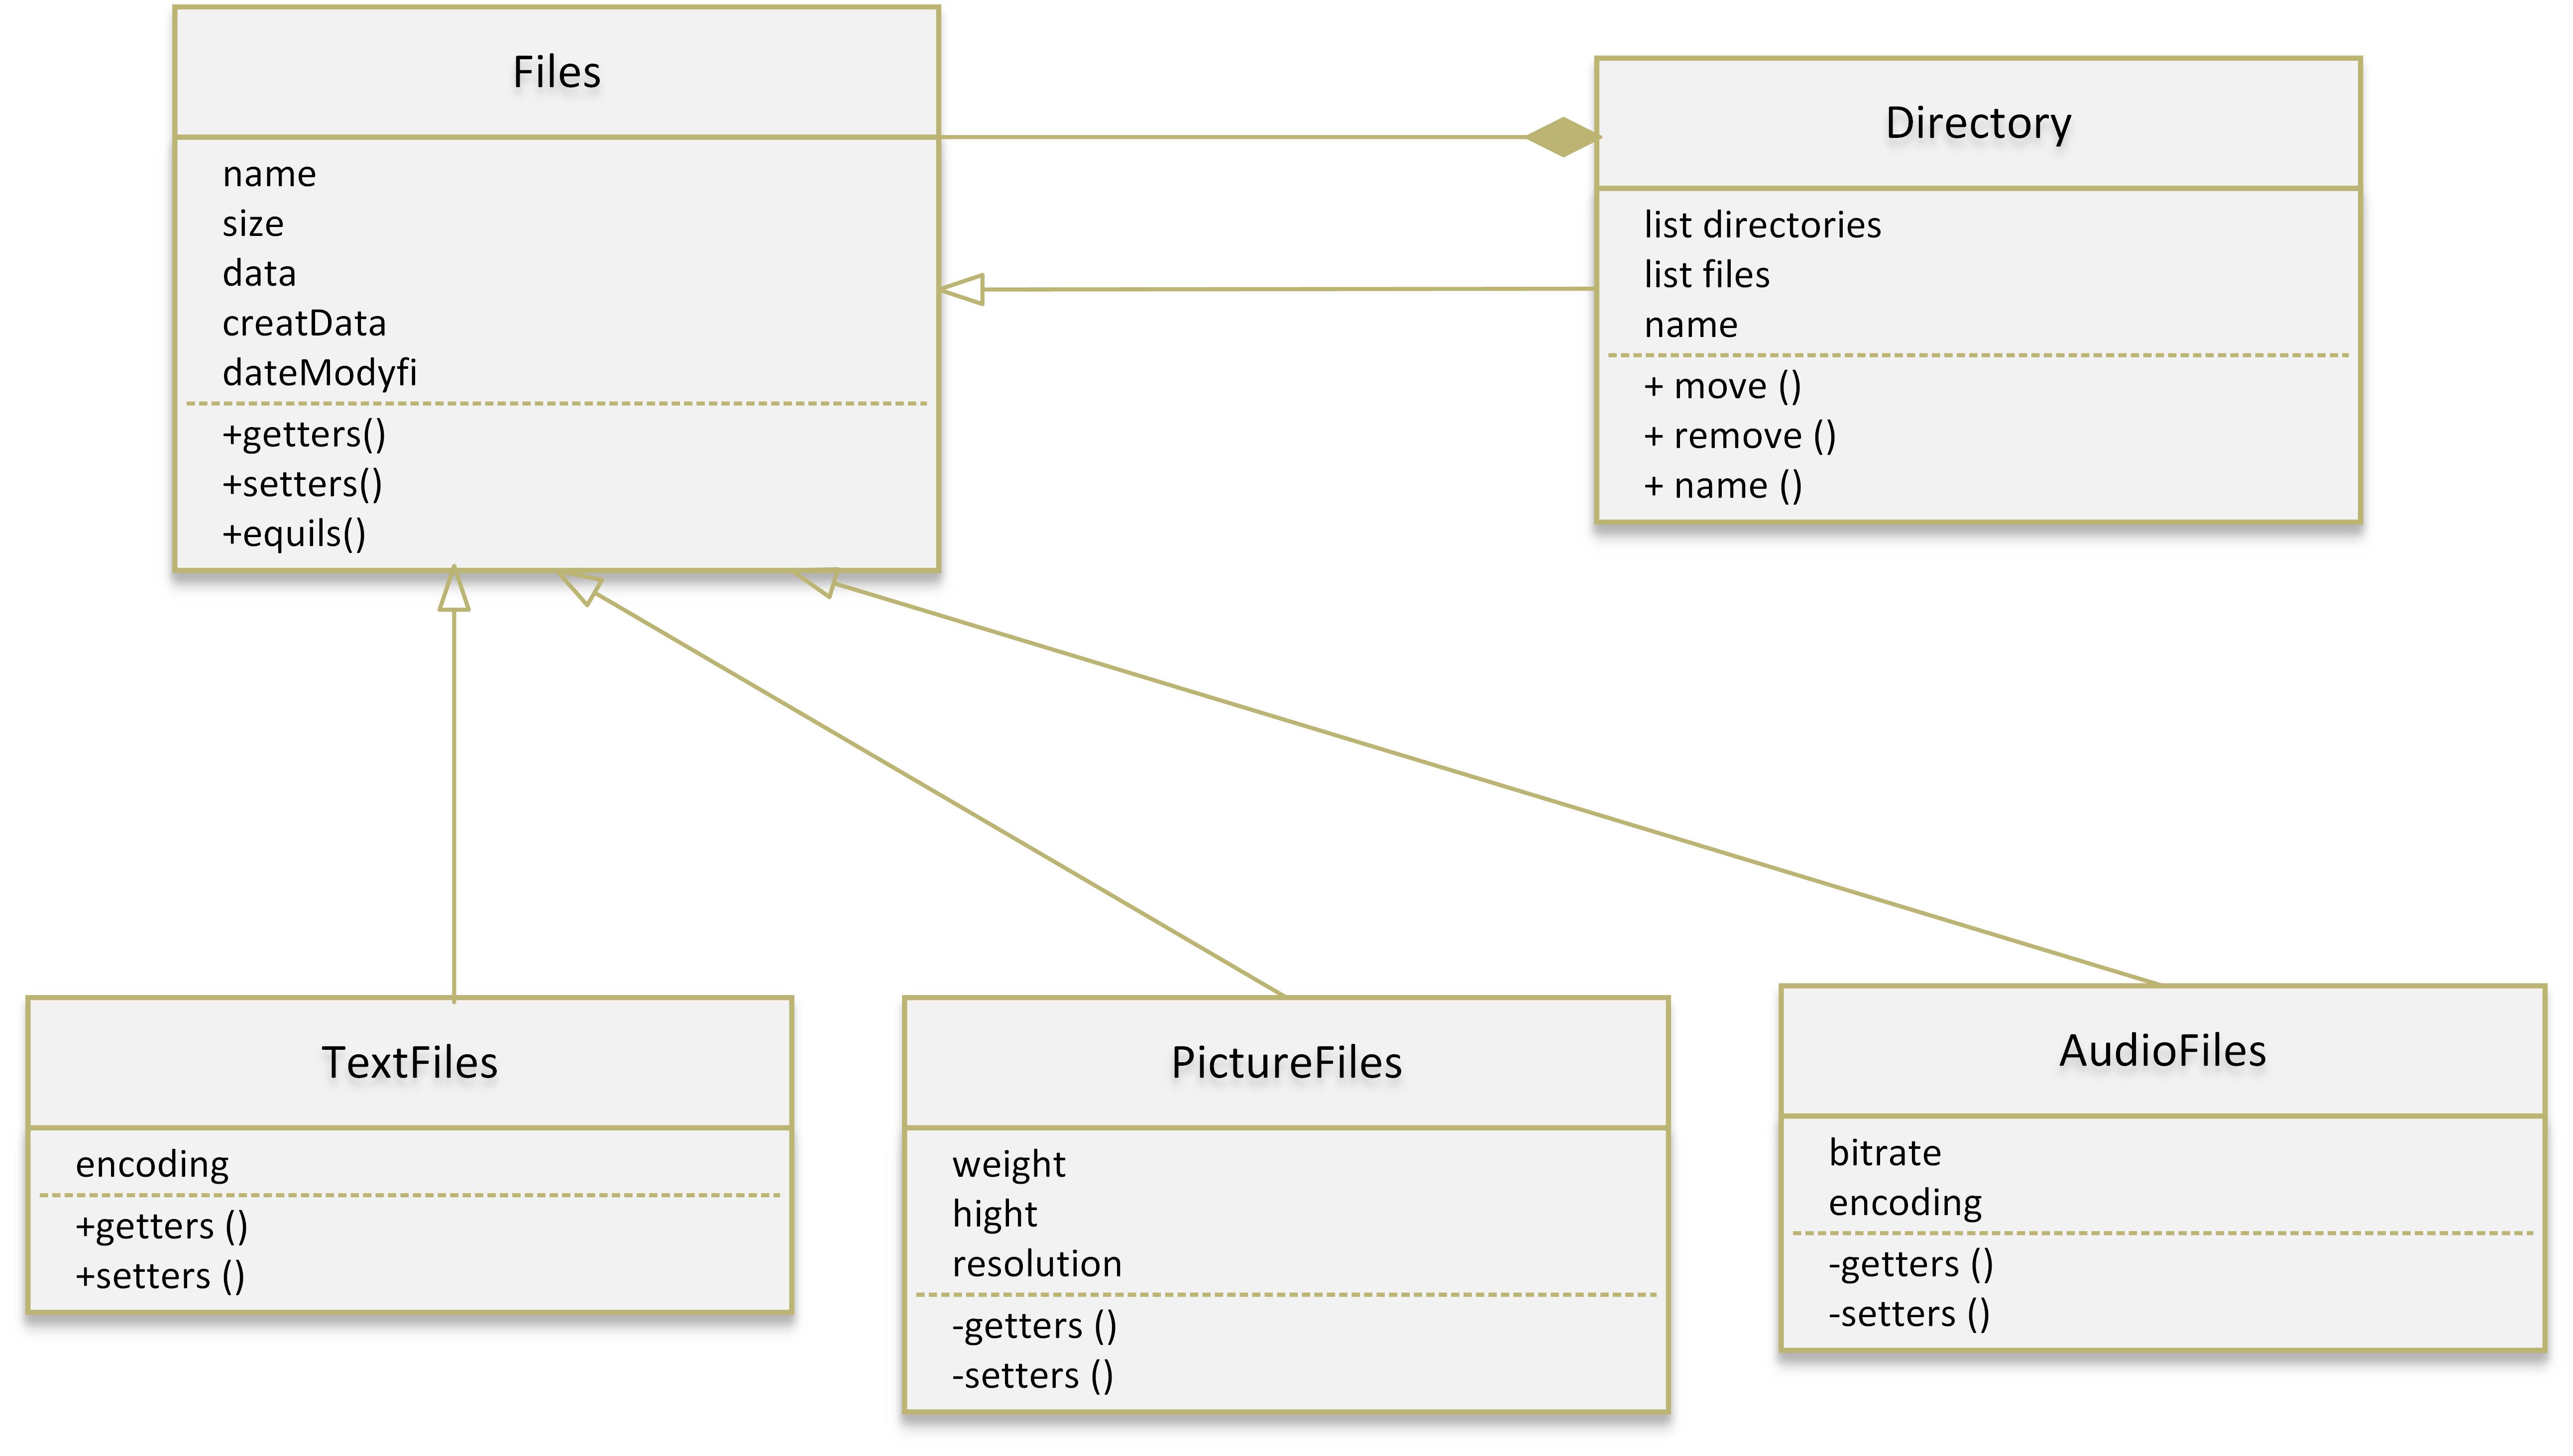 Files
name
size
data
creatData
dateModyfi
+getters()
+setters()
+equils()
Directory
list directories
list files
name
+ move ()
+ remove ()
+ name ()
TextFiles
encoding
+getters ()
+setters ()
PictureFiles
weight
hight
resolution
-getters ()
-setters ()
AudioFiles
bitrate
encoding
-getters ()
-setters ()